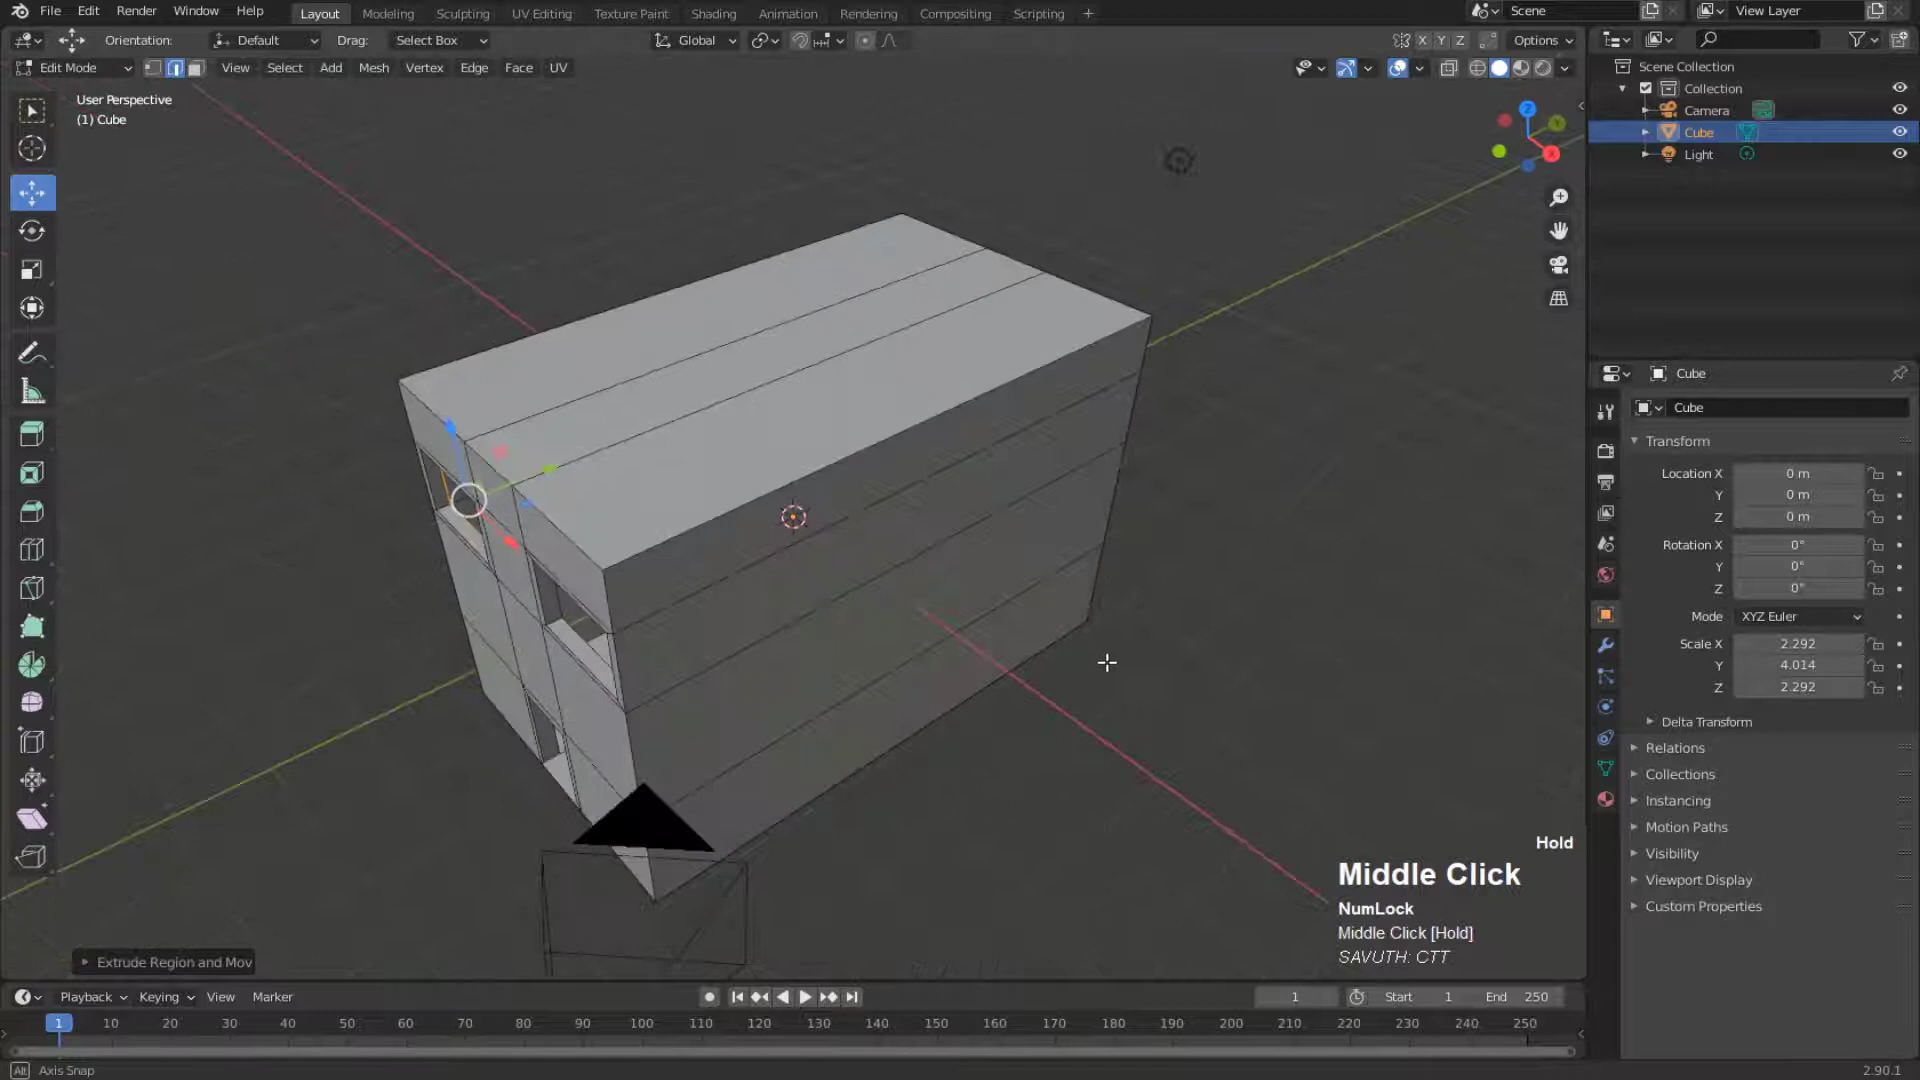 File Edit Render Window Help Layout Modeling Sculpting UV Editing Texture Paint Shading Animation Rendering Compositing Scripting + Scene View Layer
Orientation: Default Drag: Select Box Global X Y Z Options
Edit Mode View Select Add Mesh Vertex Edge Face UV
User Perspective
(1) Cube
Z
Y
X
Scene Collection
Collection
Camera
Cube
Light
Cube
Cube
Transform
Location X 0 m
Y 0 m
Z 0 m
Rotation X 0°
Y 0°
Z 0°
Mode XYZ Euler
Scale X 2.292
Y 4.014
Z 2.292
Delta Transform
Relations
Collections
Instancing
Motion Paths
Visibility
Viewport Display
Custom Properties
Hold
Middle Click
NumLock
Middle Click [Hold]
SAVUTH: CTT
Extrude Region and Mov
Playback Keying View Marker 1 Start 1 End 250
1 10 20 30 40 50 60 70 80 90 100 110 120 130 140 150 160 170 180 190 200 210 220 230 240 250
Alt Axis Snap 2.90.1